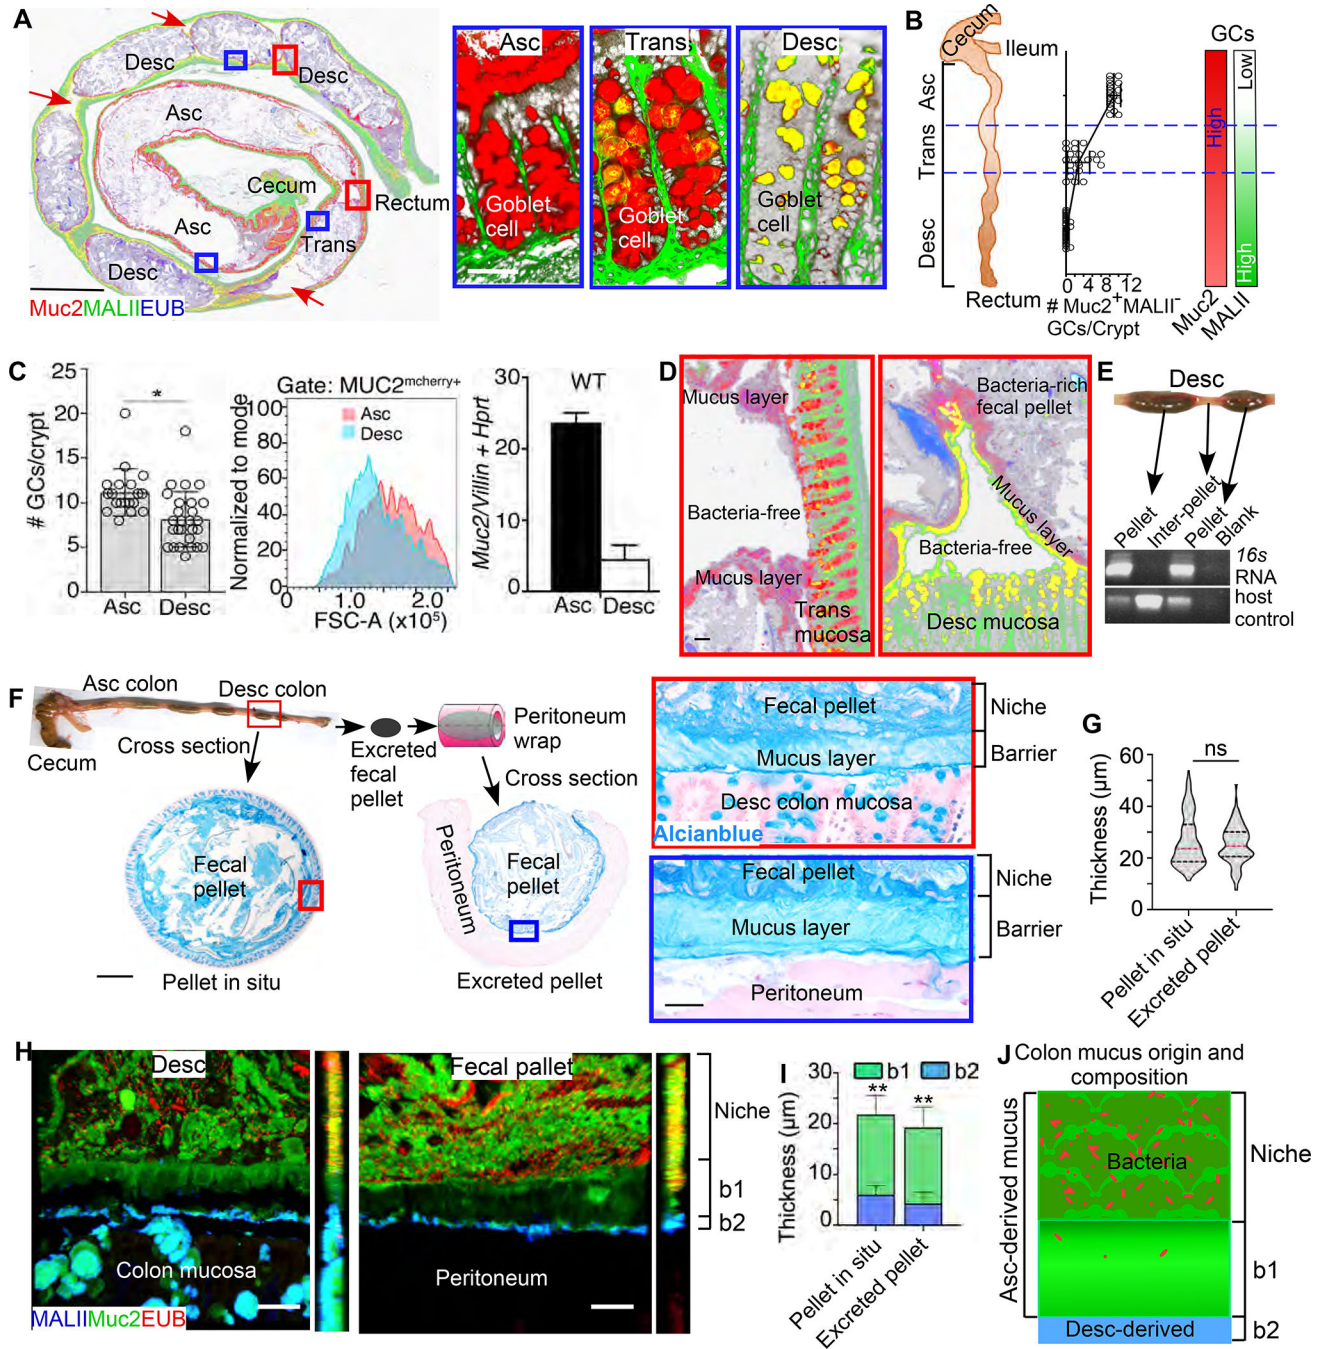 A
Desc
Desc
Asc
Cecum
Rectum
Asc
Trans
Desc
Muc2MALIIEUB
Asc
Goblet
cell
Trans
Goblet
cell
Desc
Goblet
cell
B
Cecum
Ileum
Asc
Trans
Desc
Rectum
0 4 8 12
# Muc2+MALII-
GCs/Crypt
GCs
High
Low
High
Muc2
MALII
C
# GCs/crypt
25
20
15
10
5
0
*
Asc Desc
Gate: MUC2mcherry+
Normalized to mode
100
80
60
40
20
0
Asc
Desc
0 1.0 2.0
FSC-A (x10⁵)
Muc2/Villin + Hprt
30
20
10
0
WT
Asc Desc
D
Mucus layer
Bacteria-free
Mucus layer
Trans
mucosa
Bacteria-rich
fecal pellet
Mucus layer
Bacteria-free
Desc mucosa
E
Desc
Pellet
Inter-pellet
Pellet
Blank
16s
RNA
host
control
F
Asc colon
Desc colon
Cecum
Cross section
Excreted
fecal
pellet
Peritoneum
wrap
Cross section
Fecal
pellet
Pellet in situ
Peritoneum
Fecal
pellet
Excreted pellet
Fecal pellet
Mucus layer
Desc colon mucosa
Alcianblue
Niche
Barrier
Fecal pellet
Mucus layer
Peritoneum
Niche
Barrier
G
Thickness (µm)
60
40
20
0
ns
Pellet in situ
Excreted pellet
H
Desc
Colon mucosa
MALIIMuc2EUB
Fecal pallet
Peritoneum
Niche
b1
b2
I
Thickness (µm)
30
20
10
0
b1 b2
**
**
Pellet in situ
Excreted pellet
J
Colon mucus origin and
composition
Asc-derived mucus
Bacteria
Desc-derived
Niche
b1
b2